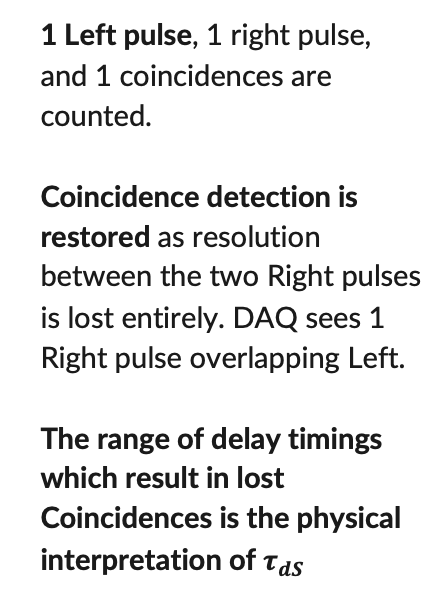 1 Left pulse, 1 right pulse,
and 1 coincidences are
counted.
Coincidence detection is
restored as resolution
between the two Right pulses
is lost entirely. DAQ sees 1
Right pulse overlapping Left.
The range of delay timings
which result in lost
Coincidences is the physical
interpretation of τdS